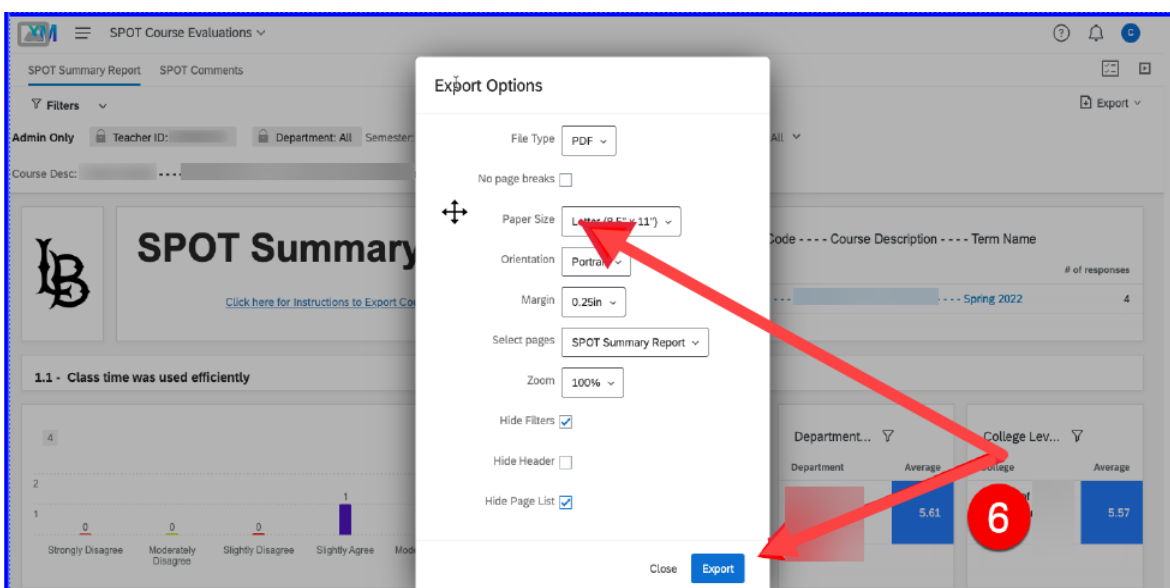 XM SPOT Course Evaluations
SPOT Summary Report SPOT Comments
Filters
Export
Admin Only Teacher ID: Department: All Semester: All
Course Desc: ----
Export Options
File Type PDF
No page breaks
Paper Size Letter (8.5" x 11")
Orientation Portrait
Margin 0.25in
Select pages SPOT Summary Report
Zoom 100%
Hide Filters
Hide Header
Hide Page List
Close Export
LB
SPOT Summary
Click here for Instructions to Export
Code ---- Course Description ---- Term Name
# of responses
--- ---- Spring 2022 4
1.1 - Class time was used efficiently
4
2
1
0 0 0 1
Strongly Disagree Moderately Disagree Slightly Disagree Slightly Agree
Department... College Lev...
Department Average College Average
5.61 5.57
6
C